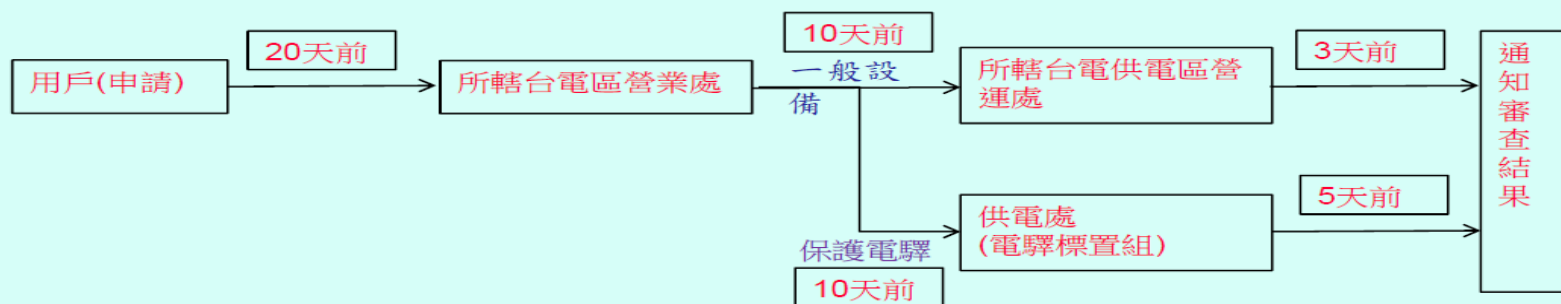 用戶(申請)
20天前
所轄台電區營業處
10天前
一般設
備
所轄台電供電區營
運處
3天前
保護電驛
10天前
供電處
(電驛標置組)
5天前
通
知
審
查
結
果